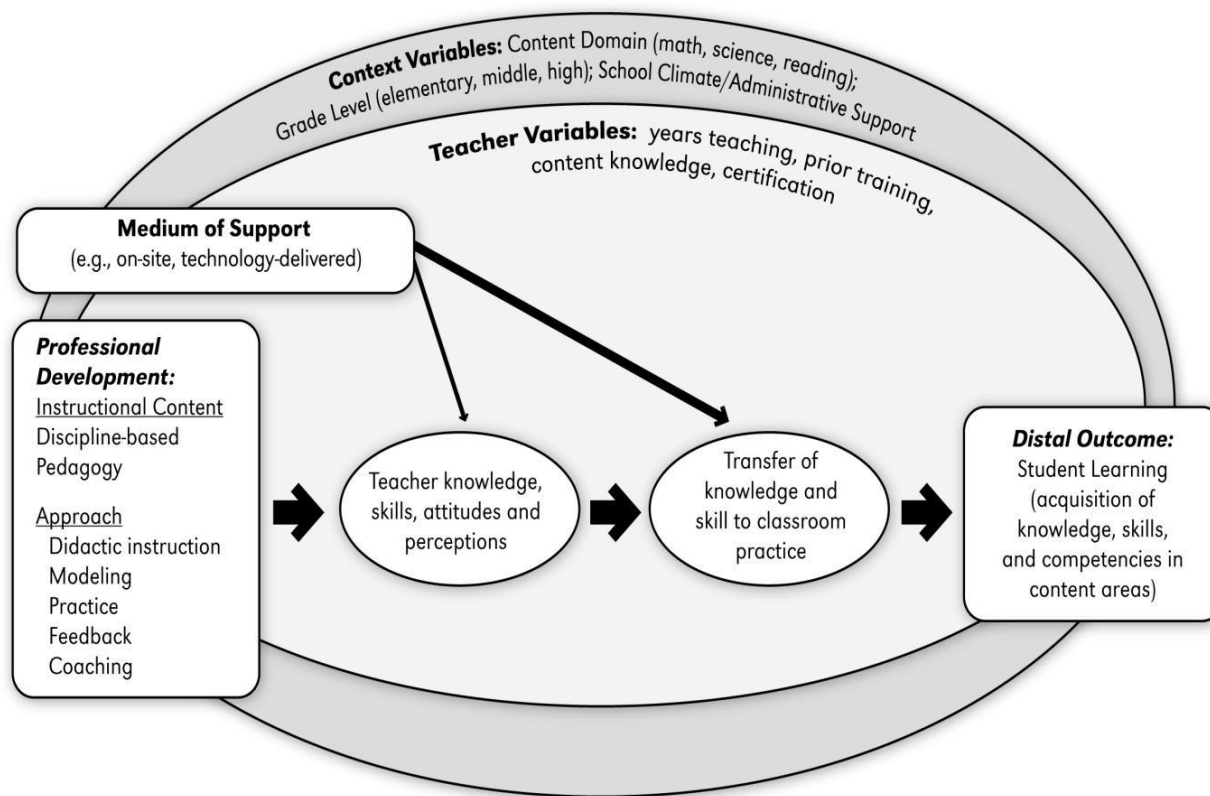 Context Variables: Content Domain (math, science, reading);
Grade Level (elementary, middle, high); School Climate/Administrative Support
Teacher Variables: years teaching, prior training,
content knowledge, certification
Medium of Support
(e.g., on-site, technology-delivered)
Professional
Development:
Instructional Content
Discipline-based
Pedagogy
Approach
Didactic instruction
Modeling
Practice
Feedback
Coaching
Teacher knowledge,
skills, attitudes and
perceptions
Transfer of
knowledge and
skill to classroom
practice
Distal Outcome:
Student Learning
(acquisition of
knowledge, skills,
and competencies in
content areas)